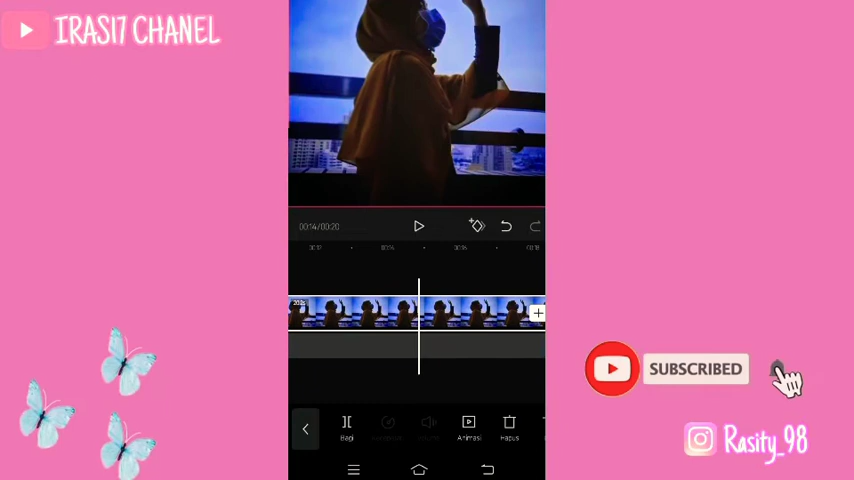 IRASI7 CHANEL
00:14/00:20
Bagi
Animasi
Hapus
SUBSCRIBED
Rasity_98